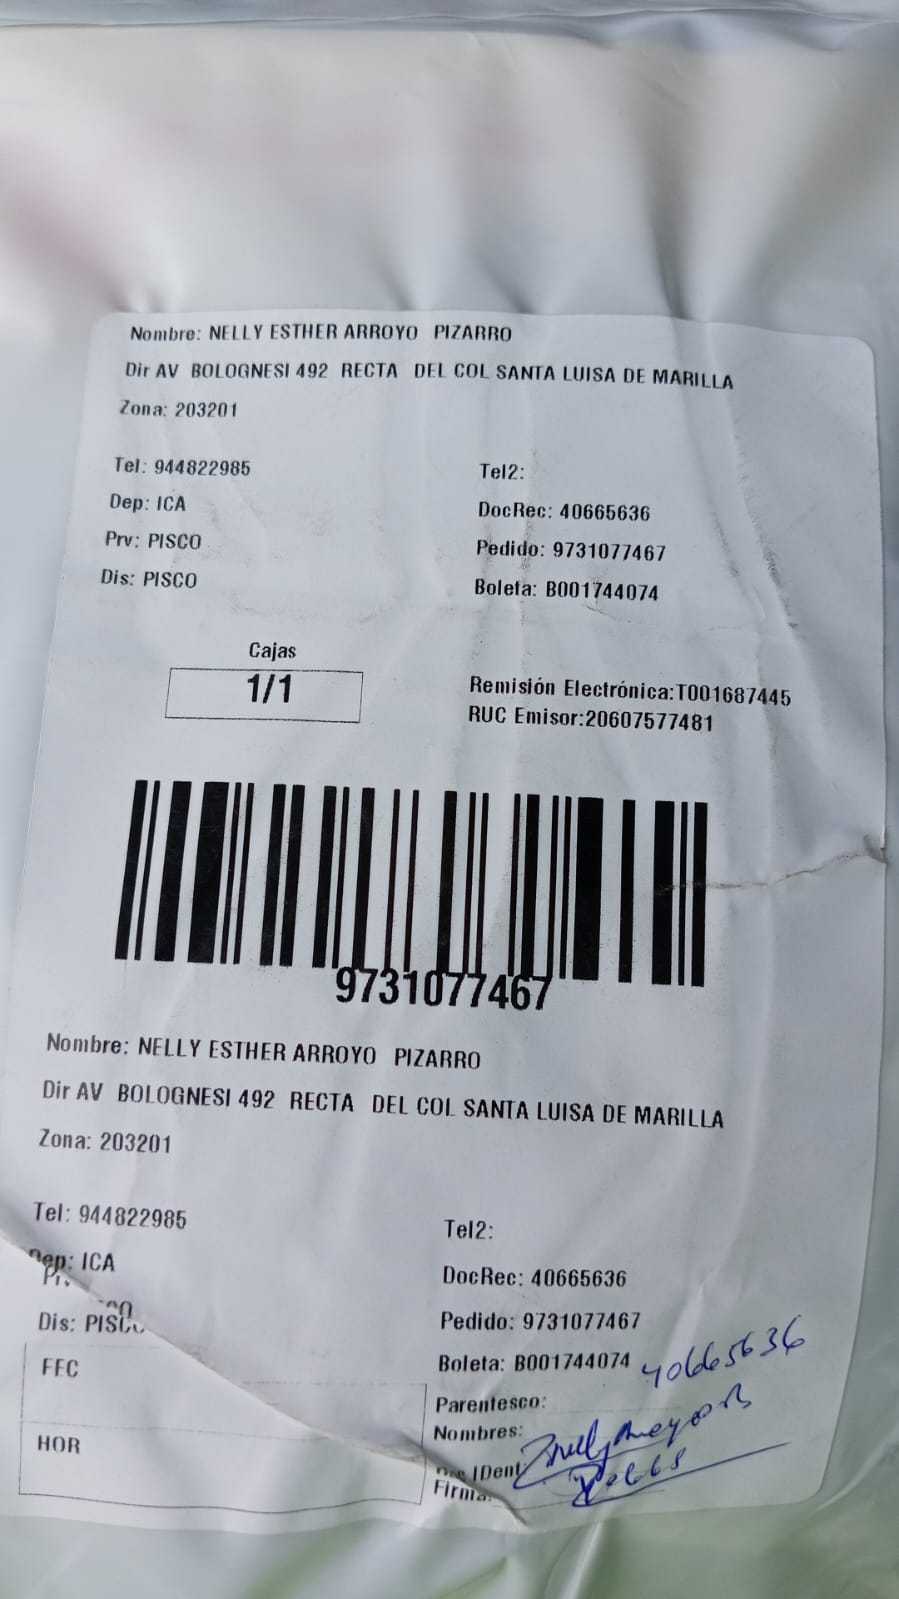 Nombre: NELLY ESTHER ARROYO PIZARRO
Dir AV BOLOGNESI 492 RECTA DEL COL SANTA LUISA DE MARILLA
Zona: 203201
Tel: 944822985
Tel2:
Dep: ICA
DocRec: 40665636
Prv: PISCO
Pedido: 9731077467
Dis: PISCO
Boleta: B001744074
Cajas
1/1
Remisión Electrónica:T001687445
RUC Emisor:20607577481
9731077467
Nombre: NELLY ESTHER ARROYO PIZARRO
Dir AV BOLOGNESI 492 RECTA DEL COL SANTA LUISA DE MARILLA
Zona: 203201
Tel: 944822985
Tel2:
Dep: ICA
DocRec: 40665636
Dis: PISCO
Pedido: 9731077467
Boleta: B001744074
40665636
FEC
Parentesco:
Nombres:
HOR
IDent
Firma: